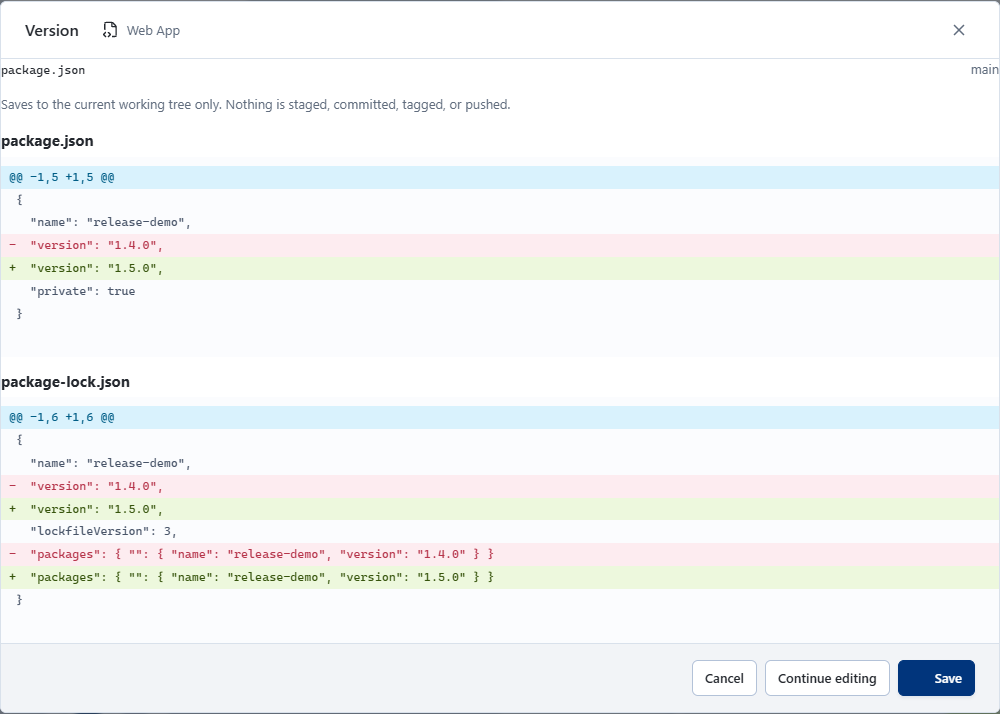 Version Web App
package.json main
Saves to the current working tree only. Nothing is staged, committed, tagged, or pushed.
package.json
@@ -1,5 +1,5 @@
{
"name": "release-demo",
- "version": "1.4.0",
+ "version": "1.5.0",
"private": true
}
package-lock.json
@@ -1,6 +1,6 @@
{
"name": "release-demo",
- "version": "1.4.0",
+ "version": "1.5.0",
"lockfileVersion": 3,
- "packages": { "": { "name": "release-demo", "version": "1.4.0" } }
+ "packages": { "": { "name": "release-demo", "version": "1.5.0" } }
}
Cancel Continue editing Save